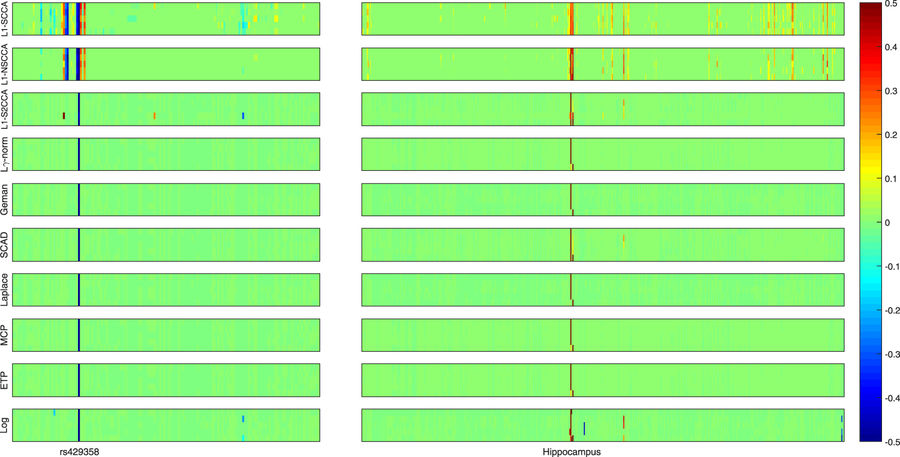 L1-SCCA
L1-NSCCA
L1-S2CCA
Lγ-norm
Geman
SCAD
Laplace
MCP
ETP
Log
rs429358
Hippocampus
0.5
0.4
0.3
0.2
0.1
0
-0.1
-0.2
-0.3
-0.4
-0.5